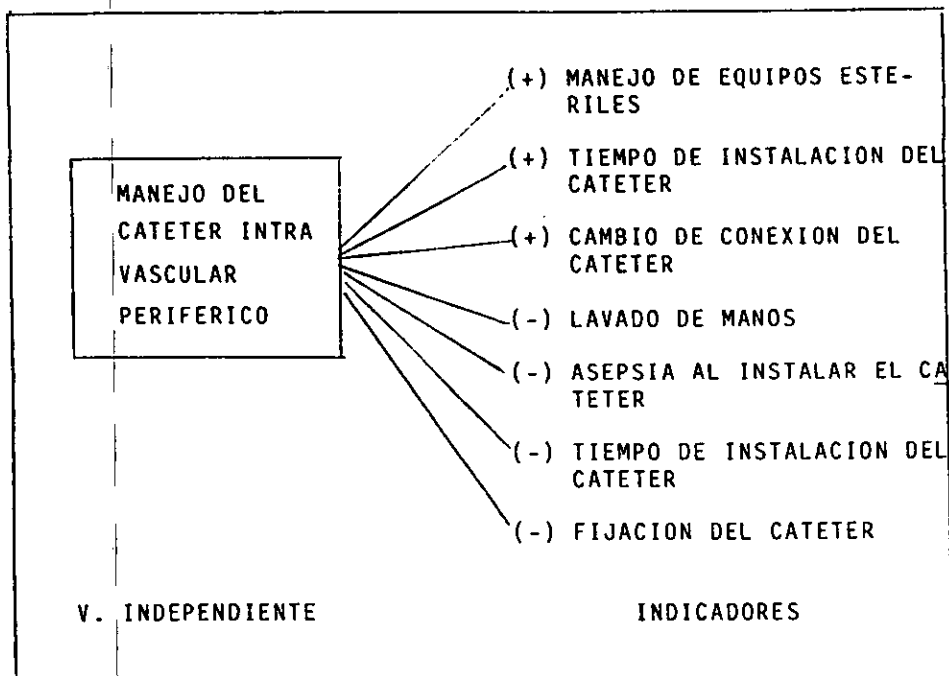 MANEJO DEL
CATETER INTRA
VASCULAR
PERIFERICO
(+) MANEJO DE EQUIPOS ESTE-
RILES
(+) TIEMPO DE INSTALACION DEL
CATETER
(+) CAMBIO DE CONEXION DEL
CATETER
(-) LAVADO DE MANOS
(-) ASEPSIA AL INSTALAR EL CA
TETER
(-) TIEMPO DE INSTALACION DEL
CATETER
(-) FIJACION DEL CATETER
V. INDEPENDIENTE
INDICADORES